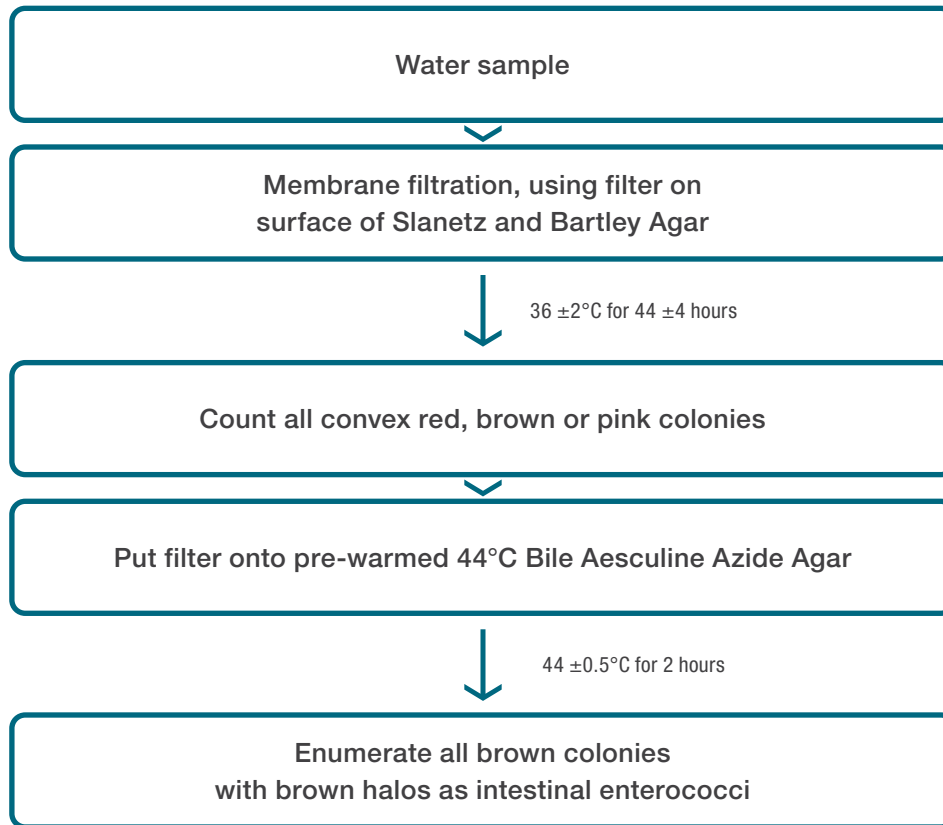 Water sample
Membrane filtration, using filter on
surface of Slanetz and Bartley Agar
36 ±2°C for 44 ±4 hours
Count all convex red, brown or pink colonies
Put filter onto pre-warmed 44°C Bile Aesculine Azide Agar
44 ±0.5°C for 2 hours
Enumerate all brown colonies
with brown halos as intestinal enterococci